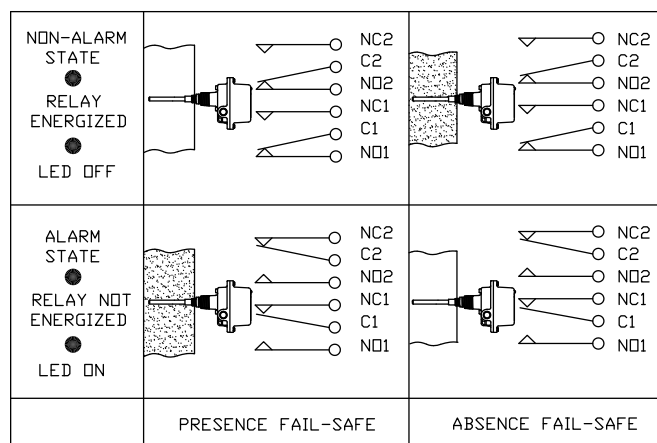 NON-ALARM
STATE
RELAY
ENERGIZED
LED OFF
NC2
C2
NO2
NC1
C1
NO1
NC2
C2
NO2
NC1
C1
NO1
ALARM
STATE
RELAY NOT
ENERGIZED
LED ON
NC2
C2
NO2
NC1
C1
NO1
NC2
C2
NO2
NC1
C1
NO1
PRESENCE FAIL-SAFE
ABSENCE FAIL-SAFE